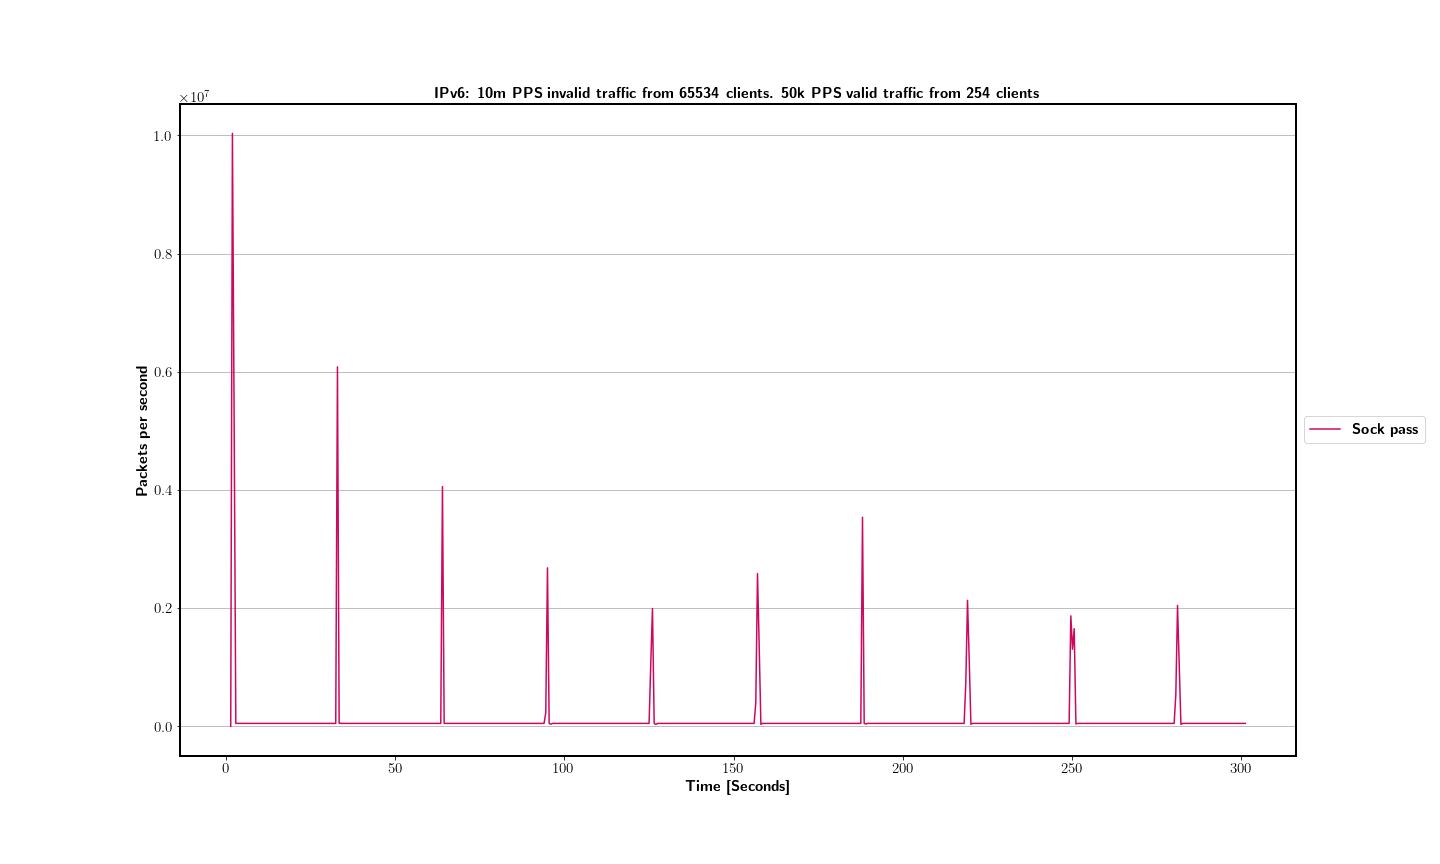 IPv6: 10m PPS invalid traffic from 65534 clients. 50k PPS valid traffic from 254 clients
×10⁷
1.0
0.8
0.6
0.4
0.2
0.0
Packets per second
0 50 100 150 200 250 300
Time [Seconds]
Sock pass